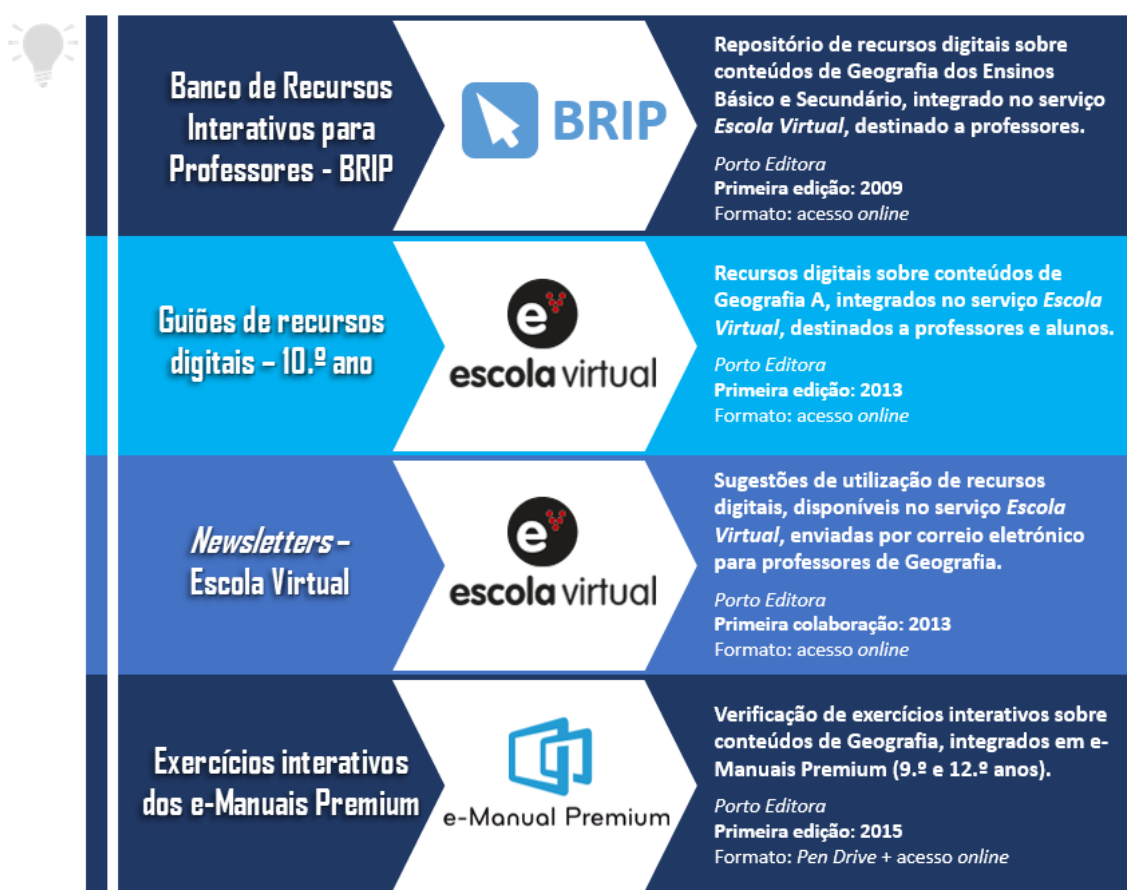 Banco de Recursos
Interativos para
Professores - BRIP
BRIP
Repositório de recursos digitais sobre
conteúdos de Geografia dos Ensinos
Básico e Secundário, integrado no serviço
Escola Virtual, destinado a professores.
Porto Editora
Primeira edição: 2009
Formato: acesso online
Guiões de recursos
digitais – 10.º ano
e
escola virtual
Recursos digitais sobre conteúdos de
Geografia A, integrados no serviço Escola
Virtual, destinados a professores e alunos.
Porto Editora
Primeira edição: 2013
Formato: acesso online
Newsletters –
Escola Virtual
e
escola virtual
Sugestões de utilização de recursos
digitais, disponíveis no serviço Escola
Virtual, enviadas por correio eletrónico
para professores de Geografia.
Porto Editora
Primeira colaboração: 2013
Formato: acesso online
Exercícios interativos
dos e-Manuais Premium
e-Manual Premium
Verificação de exercícios interativos sobre
conteúdos de Geografia, integrados em e-
Manuais Premium (9.º e 12.º anos).
Porto Editora
Primeira edição: 2015
Formato: Pen Drive + acesso online